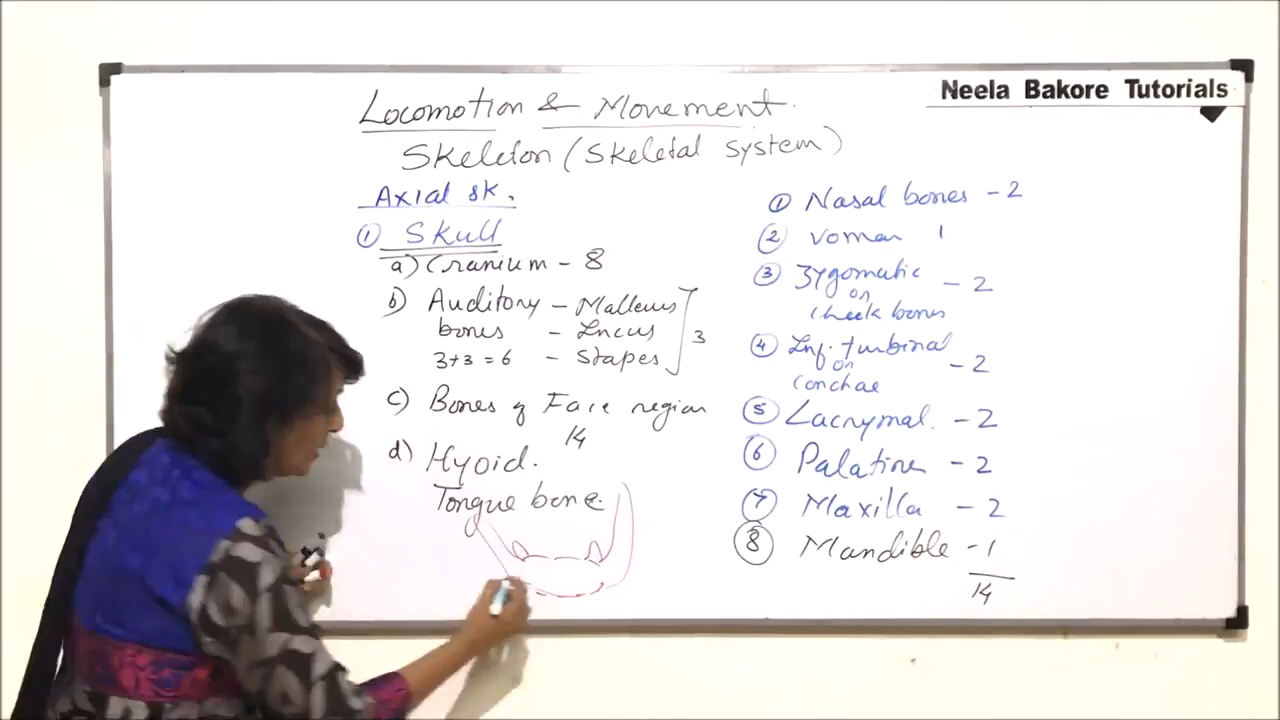 Neela Bakore Tutorials
Locomotion & Movement
Skeleton (Skeletal system)
Axial sk.
① Skull
a) Cranium - 8
b) Auditory - Malleus
bones - Incus
3+3=6 - Stapes
3
c) Bones of Face region
14
d) Hyoid.
Tongue bone
① Nasal bones - 2
② Vomer 1
③ Zygomatic - 2
or
cheek bones
④ Inf. turbinal - 2
or
conchae
⑤ Lacrymal. - 2
⑥ Palatine - 2
⑦ Maxilla - 2
⑧ Mandible - 1
14